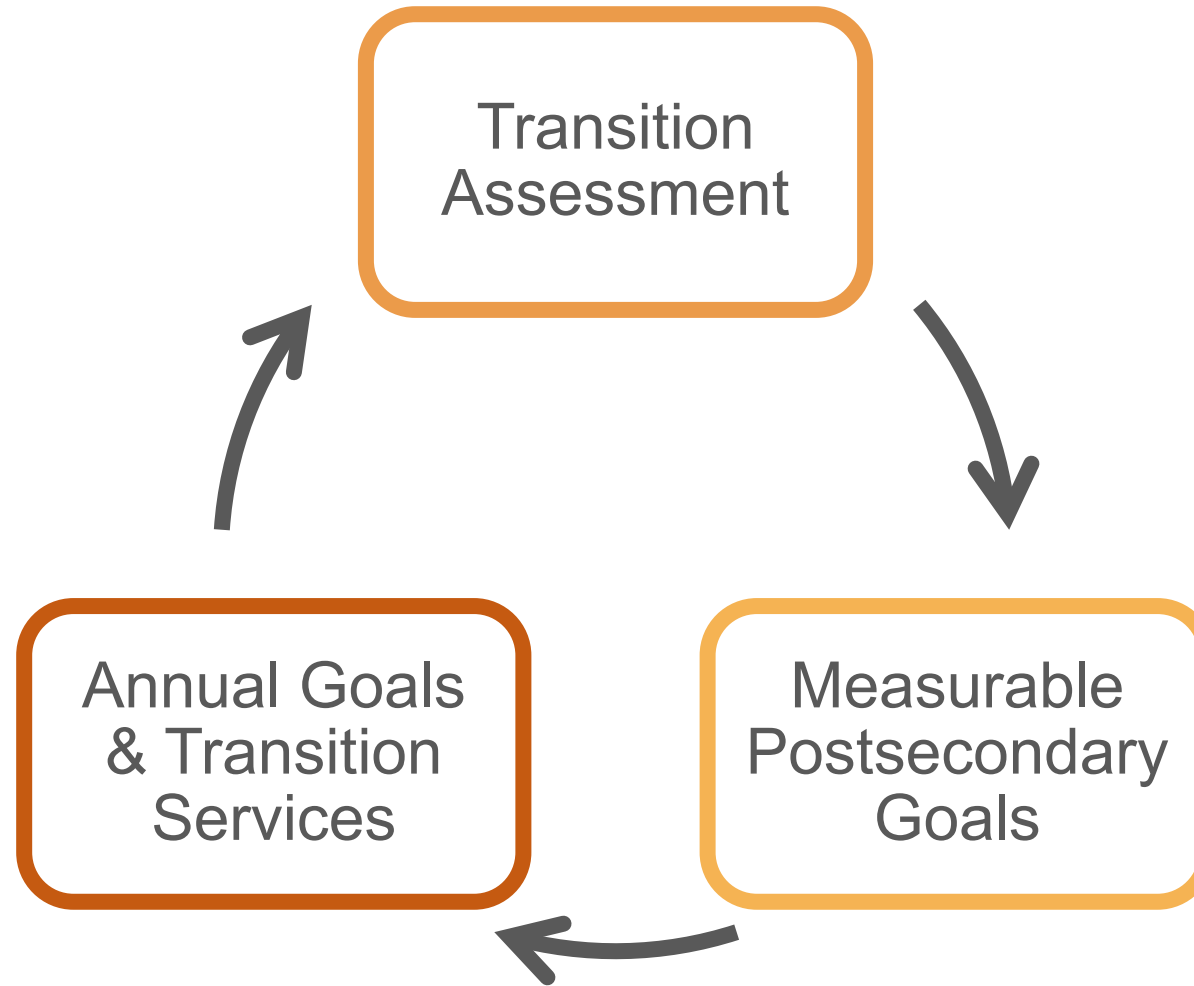 Transition
Assessment
Measurable
Postsecondary
Goals
Annual Goals
& Transition
Services